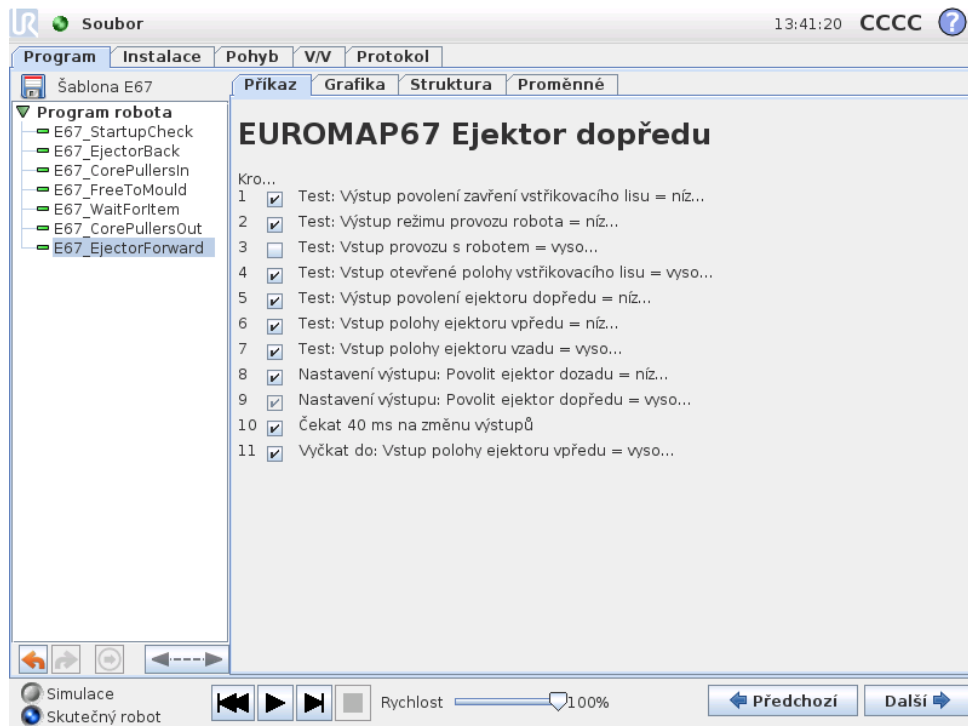 UR Soubor 13:41:20 CCCC ?
Program Instalace Pohyb V/V Protokol
Šablona E67
Příkaz Grafika Struktura Proměnné
Program robota
E67_StartupCheck
E67_EjectorBack
E67_CorePullersIn
E67_FreeToMould
E67_WaitForItem
E67_CorePullersOut
E67_EjectorForward
EUROMAP67 Ejektor dopředu
Kro...
1 Test: Výstup povolení zavření vstřikovacího lisu = níz...
2 Test: Výstup režimu provozu robota = níz...
3 Test: Vstup provozu s robotem = vyso...
4 Test: Vstup otevřené polohy vstřikovacího lisu = vyso...
5 Test: Výstup povolení ejektoru dopředu = níz...
6 Test: Vstup polohy ejektoru vpředu = níz...
7 Test: Vstup polohy ejektoru vzadu = vyso...
8 Nastavení výstupu: Povolit ejektor dozadu = níz...
9 Nastavení výstupu: Povolit ejektor dopředu = vyso...
10 Čekat 40 ms na změnu výstupů
11 Vyčkat do: Vstup polohy ejektoru vpředu = vyso...
Simulace
Skutečný robot
Rychlost 100%
Předchozí Další